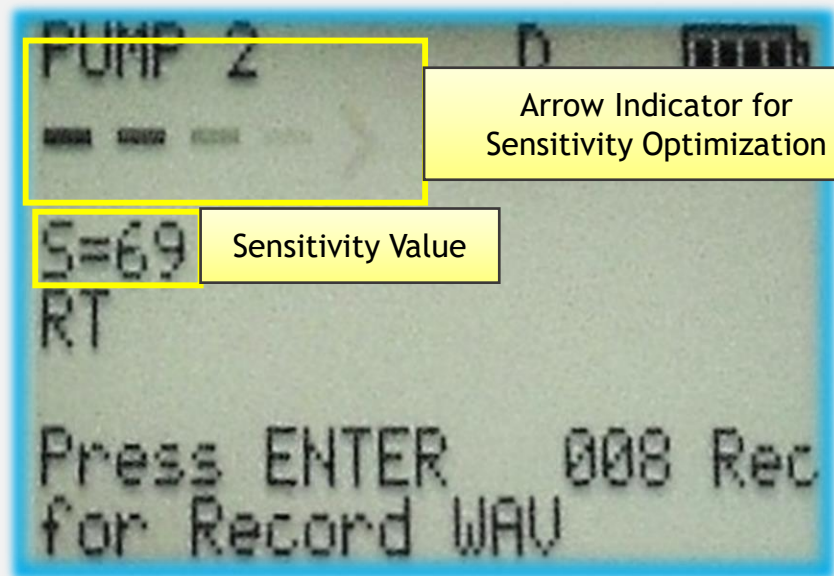 PUMP 2 D
Arrow Indicator for
Sensitivity Optimization
S=69
Sensitivity Value
RT
Press ENTER 008 Rec
for Record WAV